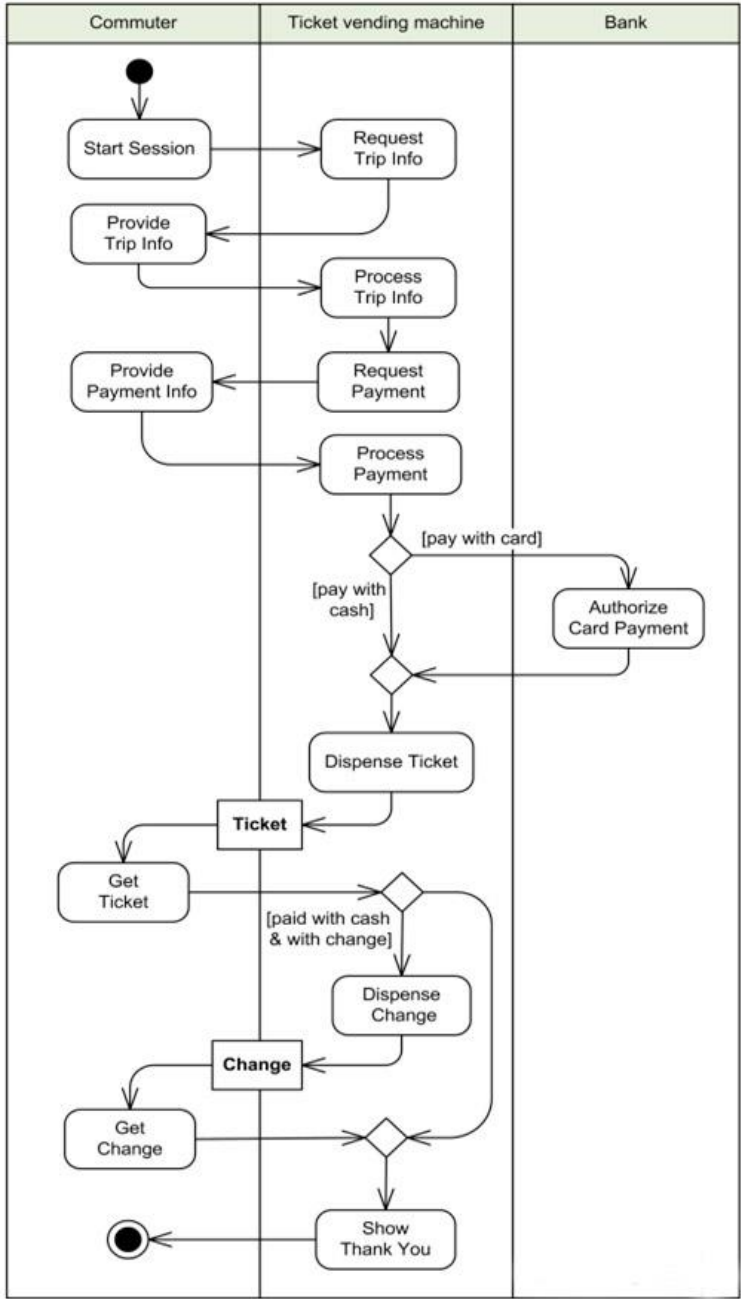 Commuter
Ticket vending machine
Bank
Start Session
Request
Trip Info
Provide
Trip Info
Process
Trip Info
Provide
Payment Info
Request
Payment
Process
Payment
[pay with card]
[pay with
cash]
Authorize
Card Payment
Dispense Ticket
Ticket
Get
Ticket
[paid with cash
& with change]
Dispense
Change
Change
Get
Change
Show
Thank You